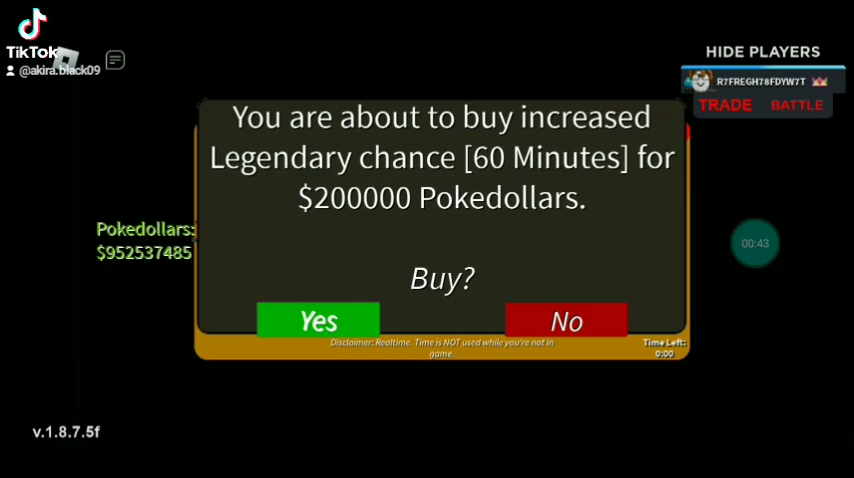 TikTok
@akira.black09
HIDE PLAYERS
R7FREGH78FDYW7T
TRADE BATTLE
You are about to buy increased
Legendary chance [60 Minutes] for
$200000 Pokedollars.
Pokedollars:
$952537485
00:43
Buy?
Yes No
Disclaimer: Realtime. Time is NOT used while you're not in
game.
Time Left:
0:00
v.1.8.7.5f